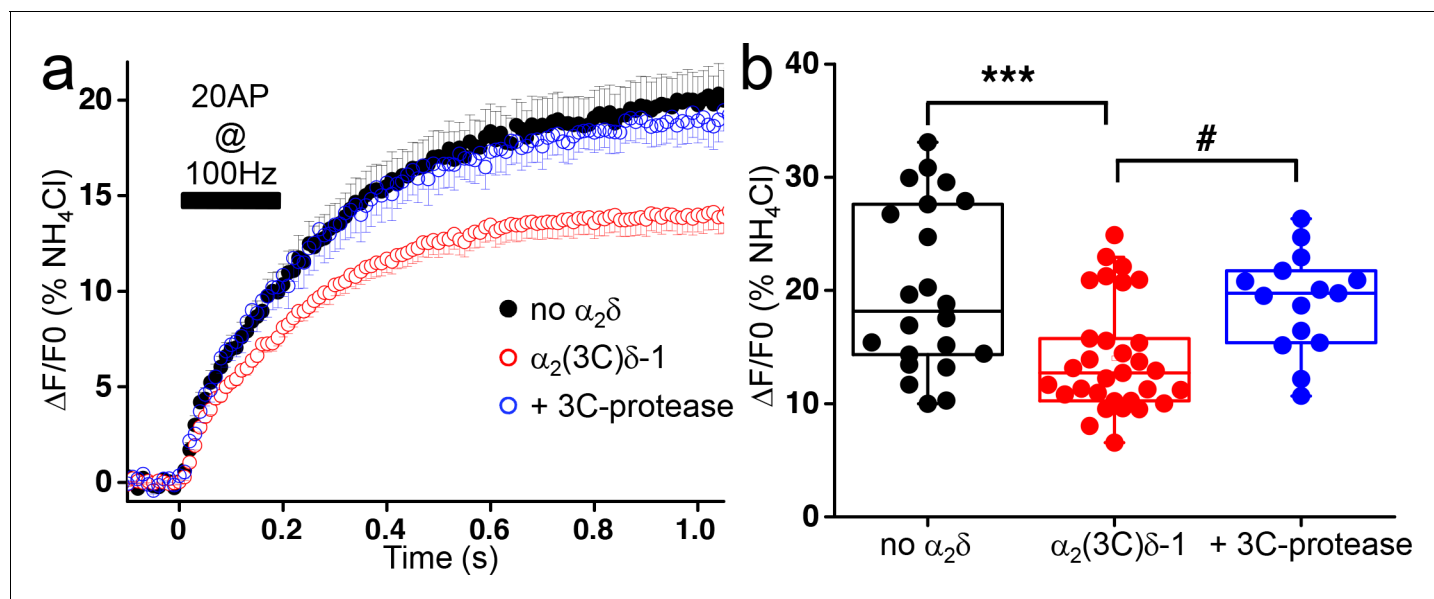 a
ΔF/F0 (% NH₄Cl)
20
15
10
5
0
20AP
@
100Hz
no α₂δ
α₂(3C)δ-1
+ 3C-protease
0
0.2
0.4
0.6
0.8
1.0
Time (s)
b
ΔF/F0 (% NH₄Cl)
40
30
20
10
0
***
#
no α₂δ
α₂(3C)δ-1
+ 3C-protease